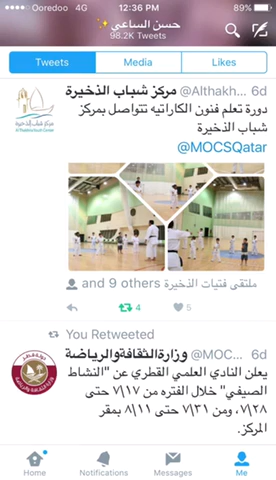 Ooredoo 4G 12:36 PM 89%
حسن الساعي ✨
98.2K Tweets
Tweets Media Likes
مركز شباب الذخيرة @Althakh... 6d
دورة تعلم فنون الكاراتيه تتواصل بمركز
شباب الذخيرة
@MOCSQatar
مركز شباب الذخيرة
ملتقى فتيات الذخيرة and 9 others
4 5
You Retweeted
وزارة الثقافة والرياضة @MOC... 6d
يعلن النادي العلمي القطري عن "النشاط
الصيفي" خلال الفتره من ٧/١٧ حتى
٧/٢٨، ومن ٧/٣١ حتى ٨/١١ بمقر
المركز.
Home Notifications Messages Me